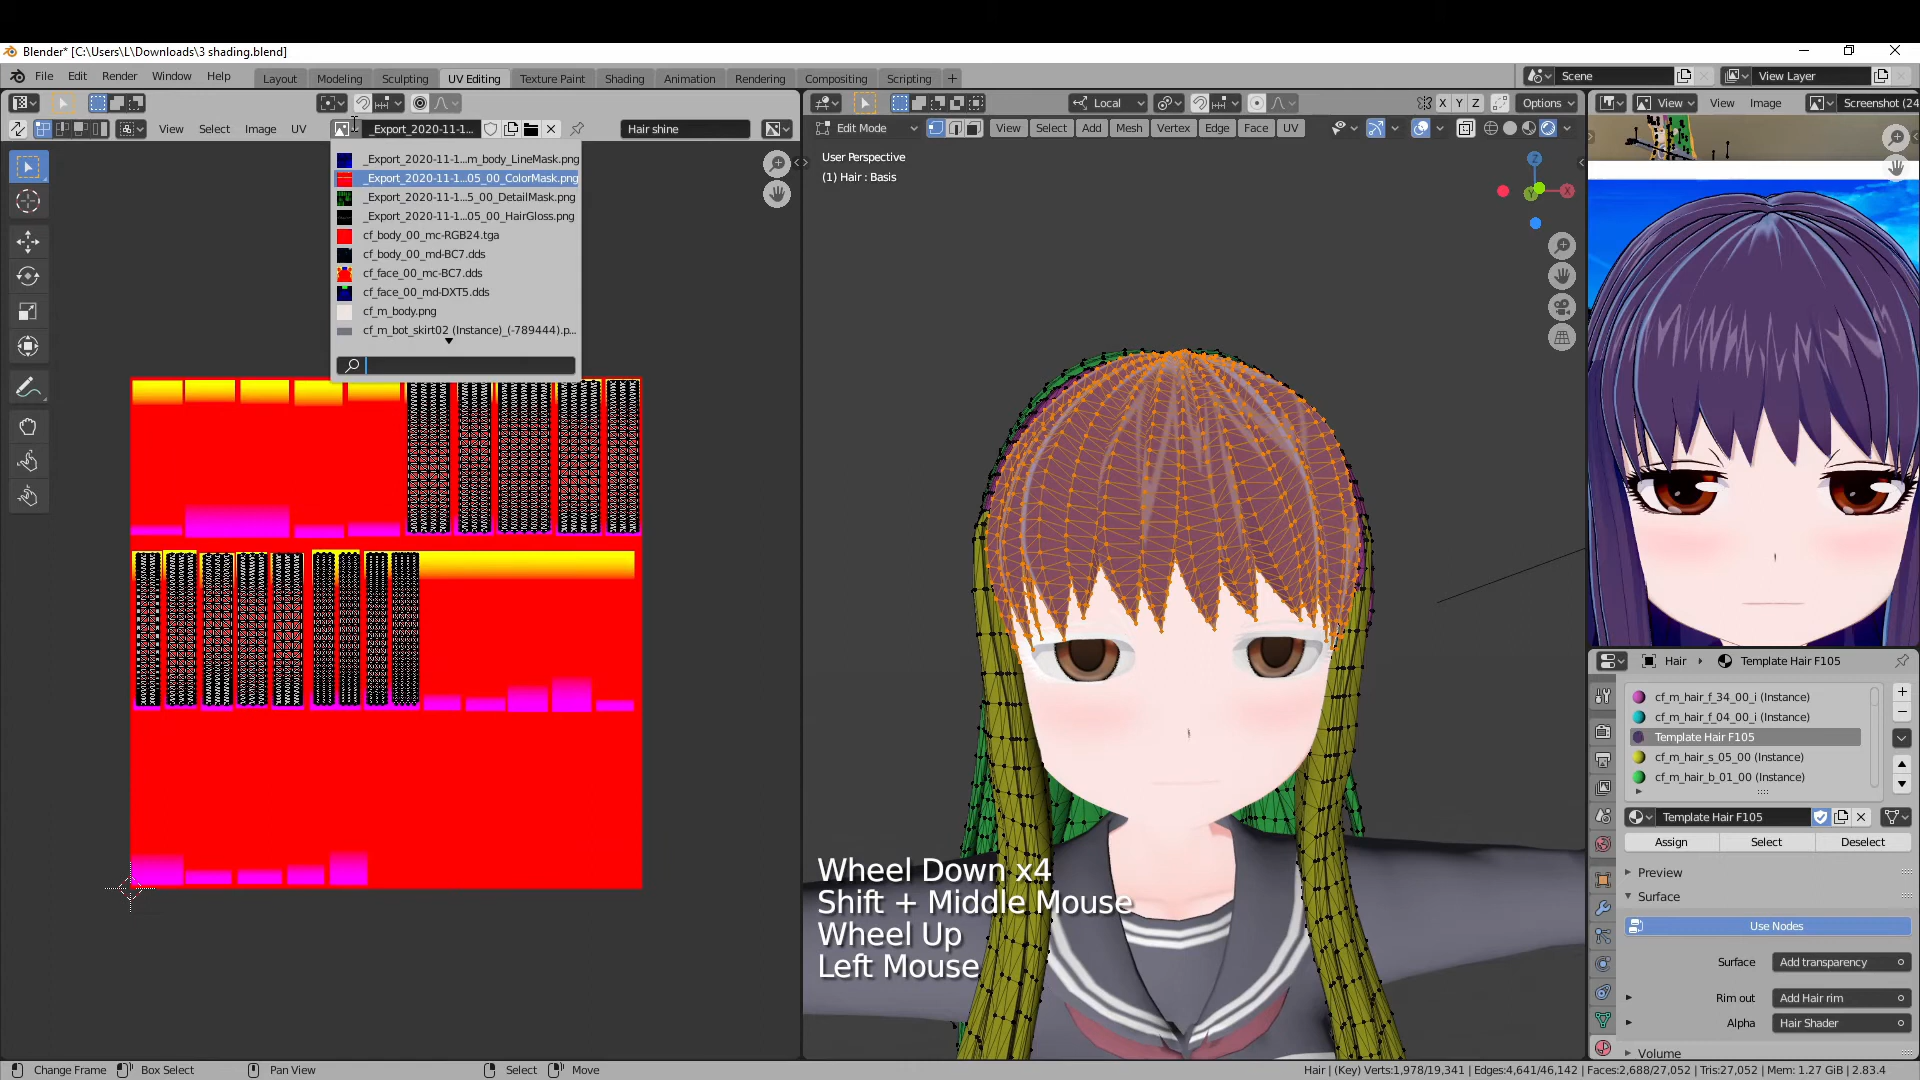 Blender* [C:\Users\L\Downloads\3 shading.blend]
File Edit Render Window Help
Layout Modeling Sculpting UV Editing Texture Paint Shading Animation Rendering Compositing Scripting +
Scene View Layer
Local X Y Z Options View Screenshot (24
View Select Image UV _Export_2020-11-1... Hair shine
Edit Mode View Select Add Mesh Vertex Edge Face UV View View Image
_Export_2020-11-1...m_body_LineMask.png
_Export_2020-11-1...05_00_ColorMask.png
_Export_2020-11-1...5_00_DetailMask.png
_Export_2020-11-1...05_00_HairGloss.png
cf_body_00_mc-RGB24.tga
cf_body_00_md-BC7.dds
cf_face_00_mc-BC7.dds
cf_face_00_md-DXT5.dds
cf_m_body.png
cf_m_bot_skirt02 (Instance)_(-789444).p...
User Perspective
(1) Hair : Basis
Z
X
Y
Wheel Down x4
Shift + Middle Mouse
Wheel Up
Left Mouse
Hair Template Hair F105
cf_m_hair_f_34_00_i (Instance)
cf_m_hair_f_04_00_i (Instance)
Template Hair F105
cf_m_hair_s_05_00 (Instance)
cf_m_hair_b_01_00 (Instance)
Template Hair F105
Assign Select Deselect
Preview
Surface
Use Nodes
Surface Add transparency
Rim out Add Hair rim
Alpha Hair Shader
Volume
Change Frame Box Select Pan View Select Move
Hair | (Key) Verts:1,978/19,341 | Edges:4,641/46,142 | Faces:2,688/27,052 | Tris:27,052 | Mem: 1.27 GiB | 2.83.4